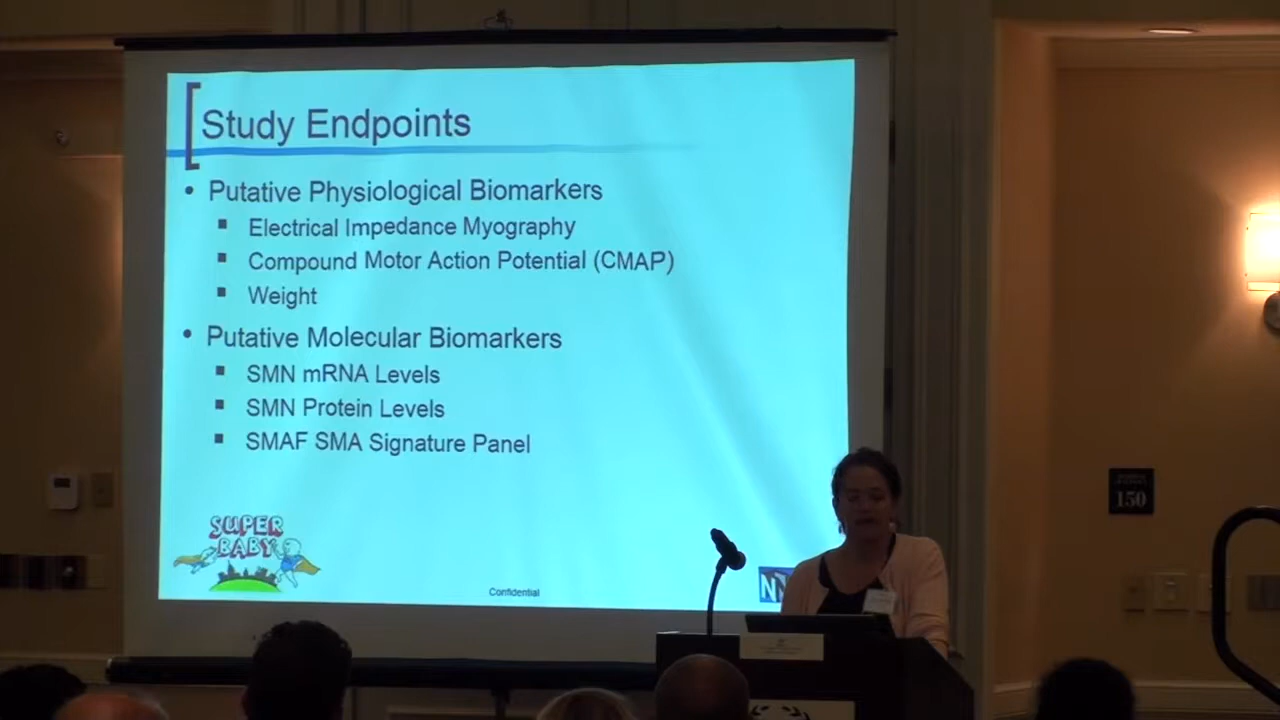 Study Endpoints
• Putative Physiological Biomarkers
▪ Electrical Impedance Myography
▪ Compound Motor Action Potential (CMAP)
▪ Weight
• Putative Molecular Biomarkers
▪ SMN mRNA Levels
▪ SMN Protein Levels
▪ SMAF SMA Signature Panel
SUPER
BABY
Confidential
150